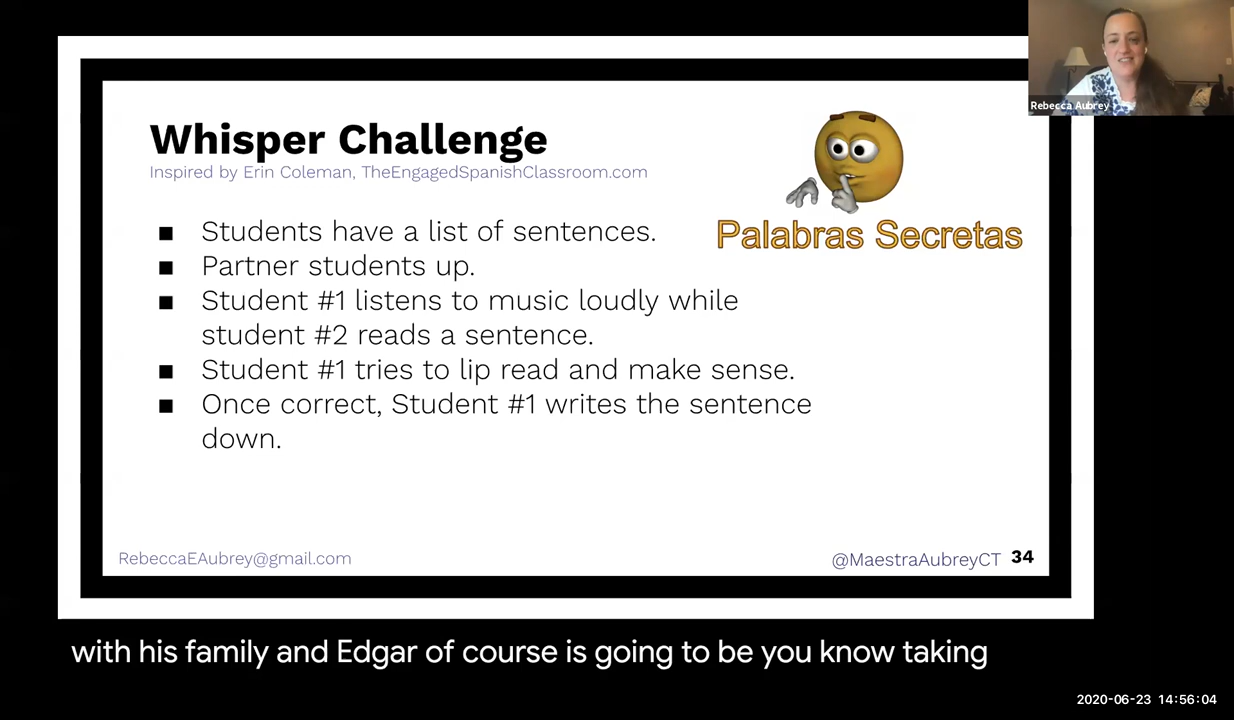 Whisper Challenge
Inspired by Erin Coleman, TheEngagedSpanishClassroom.com
Palabras Secretas
■ Students have a list of sentences.
■ Partner students up.
■ Student #1 listens to music loudly while
student #2 reads a sentence.
■ Student #1 tries to lip read and make sense.
■ Once correct, Student #1 writes the sentence
down.
RebeccaEAubrey@gmail.com
@MaestraAubreyCT 34
Rebecca Aubrey
with his family and Edgar of course is going to be you know taking
2020-06-23 14:56:04